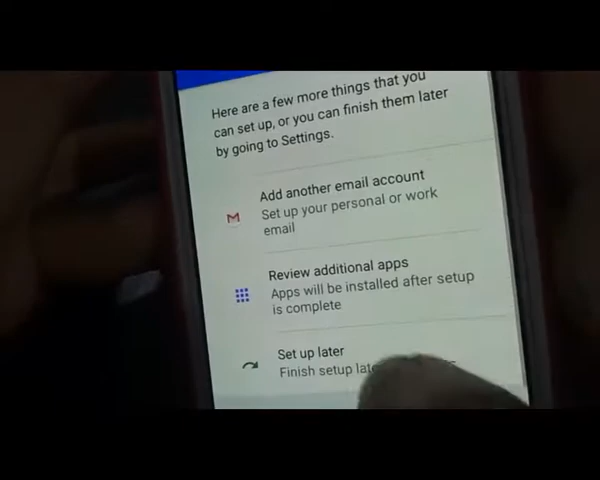 Here are a few more things that you
can set up, or you can finish them later
by going to Settings.
Add another email account
Set up your personal or work
email
Review additional apps
Apps will be installed after setup
is complete
Set up later
Finish setup